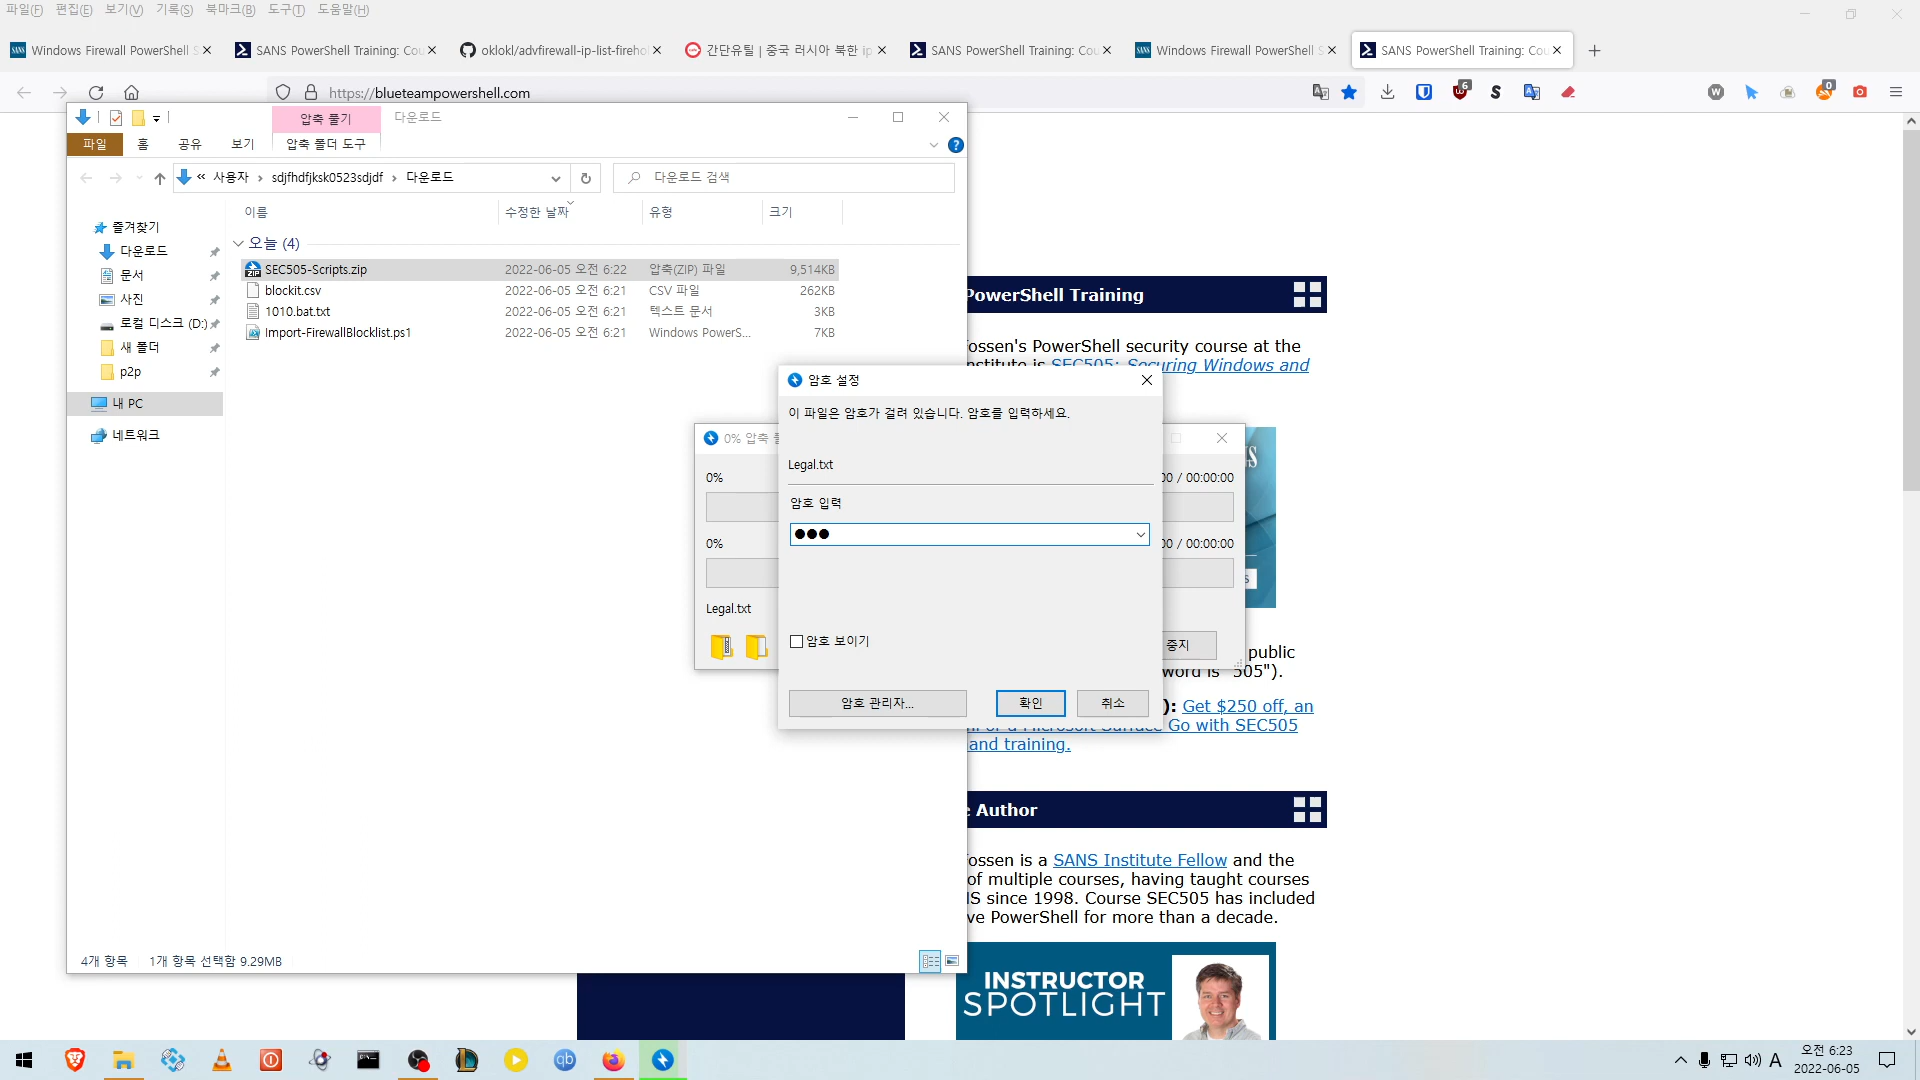 파일(F) 편집(E) 보기(V) 기록(S) 북마크(B) 도구(T) 도움말(H)
Windows Firewall PowerShell S
SANS PowerShell Training: Cou
oklokl/advfirewall-ip-list-fireho
간단유틸 | 중국 러시아 북한 ip
SANS PowerShell Training: Cou
Windows Firewall PowerShell S
SANS PowerShell Training: Cou
https://blueteampowershell.com
6
0
압축 풀기
다운로드
파일 홈 공유 보기 압축 폴더 도구
« 사용자 › sdjfhdfjksk0523sdjdf › 다운로드
다운로드 검색
이름 수정한 날짜 유형 크기
즐겨찾기
다운로드
문서
사진
로컬 디스크 (D:)
새 폴더
p2p
내 PC
네트워크
오늘 (4)
SEC505-Scripts.zip 2022-06-05 오전 6:22 압축(ZIP) 파일 9,514KB
blockit.csv 2022-06-05 오전 6:21 CSV 파일 262KB
1010.bat.txt 2022-06-05 오전 6:21 텍스트 문서 3KB
Import-FirewallBlocklist.ps1 2022-06-05 오전 6:21 Windows PowerS... 7KB
4개 항목 1개 항목 선택함 9.29MB
0% 압축
0%
00:00:00
0%
00:00:00
Legal.txt
중지
암호 설정
이 파일은 암호가 걸려 있습니다. 암호를 입력하세요.
Legal.txt
암호 입력
암호 보이기
암호 관리자...
확인
취소
PowerShell Training
ossen's PowerShell security course at the
SEC505: Securing Windows and
public
word is "505").
): Get $250 off, an
Microsoft Surface Go with SEC505
and training.
Author
ossen is a SANS Institute Fellow and the
of multiple courses, having taught courses
since 1998. Course SEC505 has included
ve PowerShell for more than a decade.
INSTRUCTOR
SPOTLIGHT
A
오전 6:23
2022-06-05